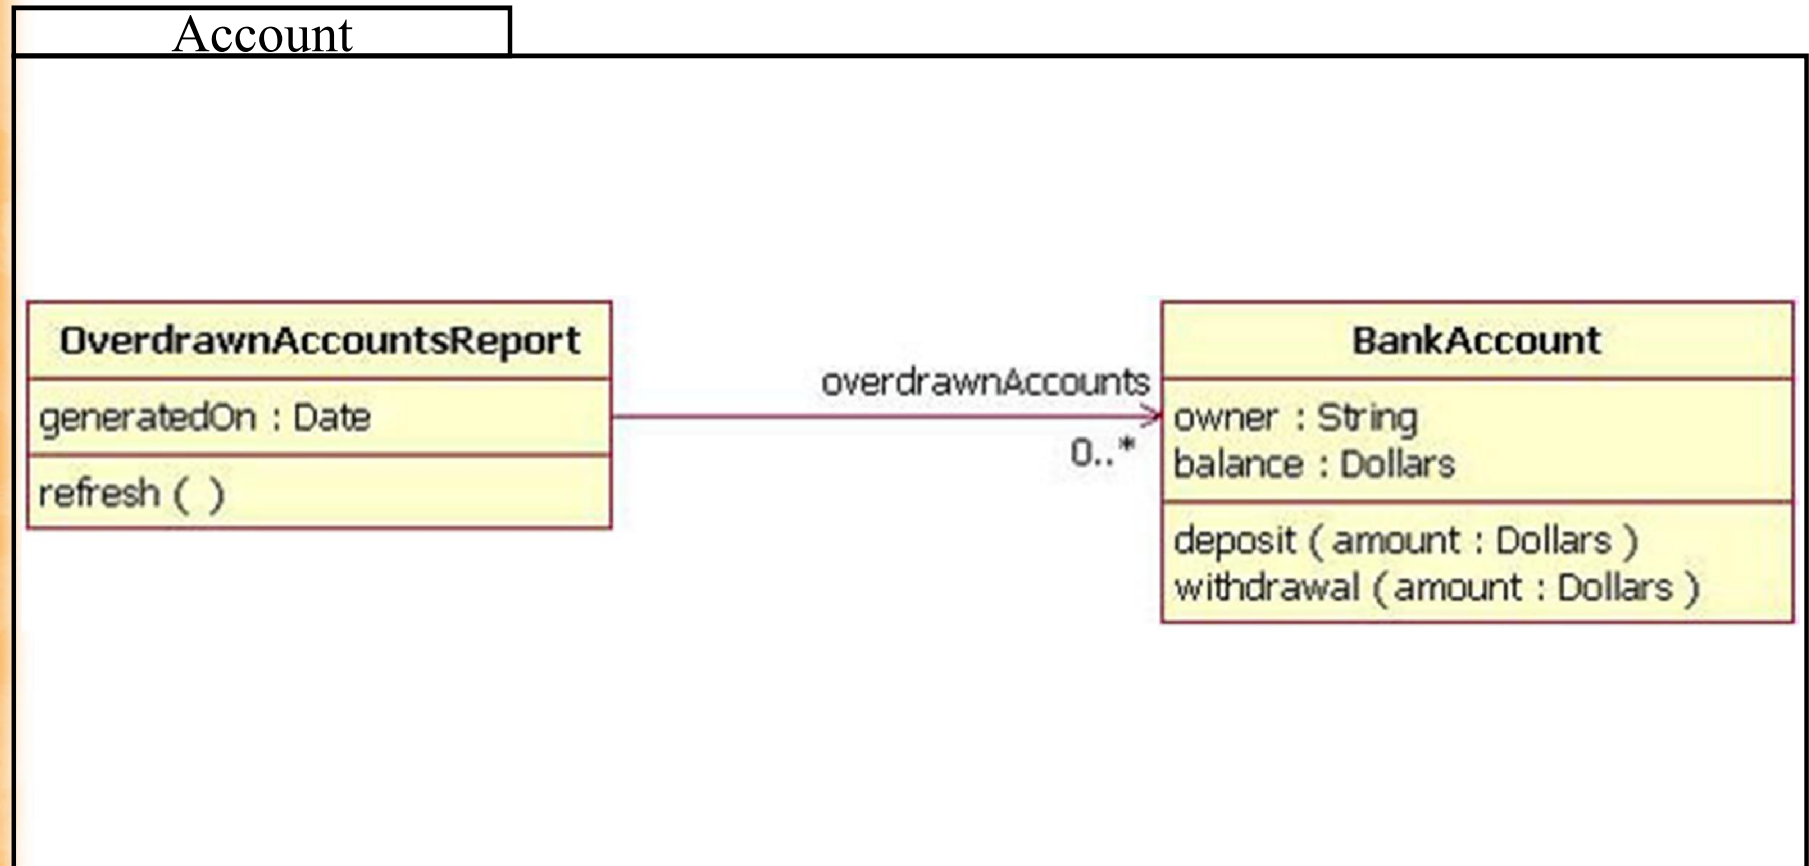 Account
OverdrawnAccountsReport
generatedOn : Date
refresh ( )
overdrawnAccounts
0..*
BankAccount
owner : String
balance : Dollars
deposit ( amount : Dollars )
withdrawal ( amount : Dollars )